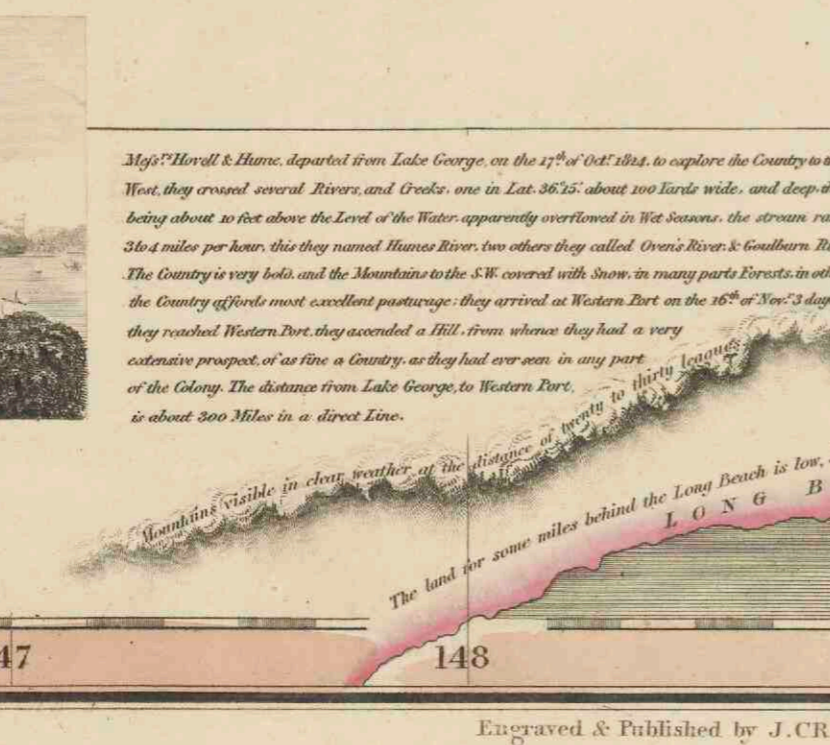 Mess.rs Hovell & Hume, departed from Lake George, on the 17th of Oct.r 1824, to explore the Country to
West, they crossed several Rivers, and Creeks, one in Lat. 36.°15.' about 100 Yards wide, and deep,
being about 10 feet above the Level of the Water, apparently overflowed in Wet Seasons, the stream
3 to 4 miles per hour, this they named Humes River, two others they called Oven's River, & Goulburn
The Country is very bold, and the Mountains to the S.W. covered with Snow, in many parts Forests, in
the Country affords most excellent pasturage: they arrived at Western Port on the 16th of Nov.r 3
they reached Western Port, they ascended a Hill, from whence they had a very
extensive prospect, of as fine a Country, as they had ever seen in any part
of the Colony. The distance from Lake George, to Western Port,
is about 300 Miles in a direct Line.
Mountains visible in clear weather at the distance of twenty to thirty leagues
The land for some miles behind the Long Beach is low,
LONG B
47
148
Engraved & Published by J. CR